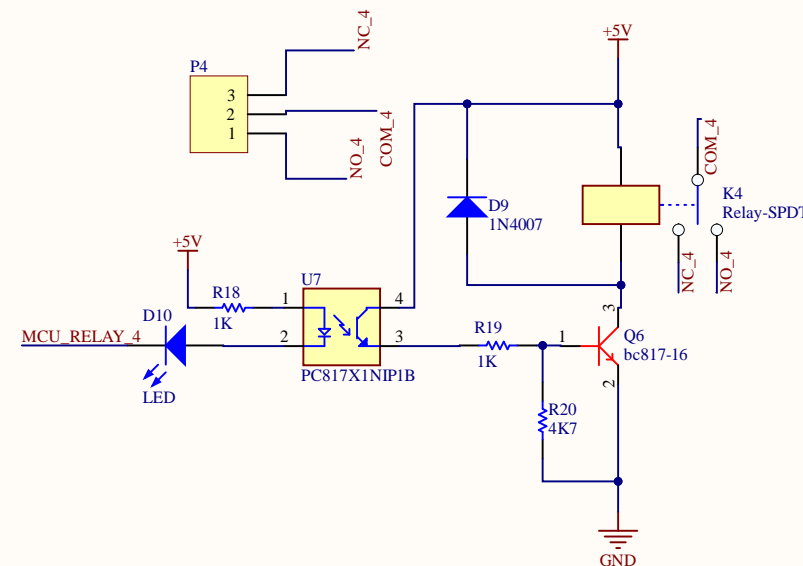 NC_4
+5V
P4
3
2
1
COM_4
NO_4
COM_4
K4
Relay-SPDT
D9
1N4007
NC_4
NO_4
+5V
U7
R18
1
4
1K
D10
MCU_RELAY_4
2
3
LED
PC817X1NIP1B
R19
1K
3
1
Q6
bc817-16
2
R20
4K7
GND